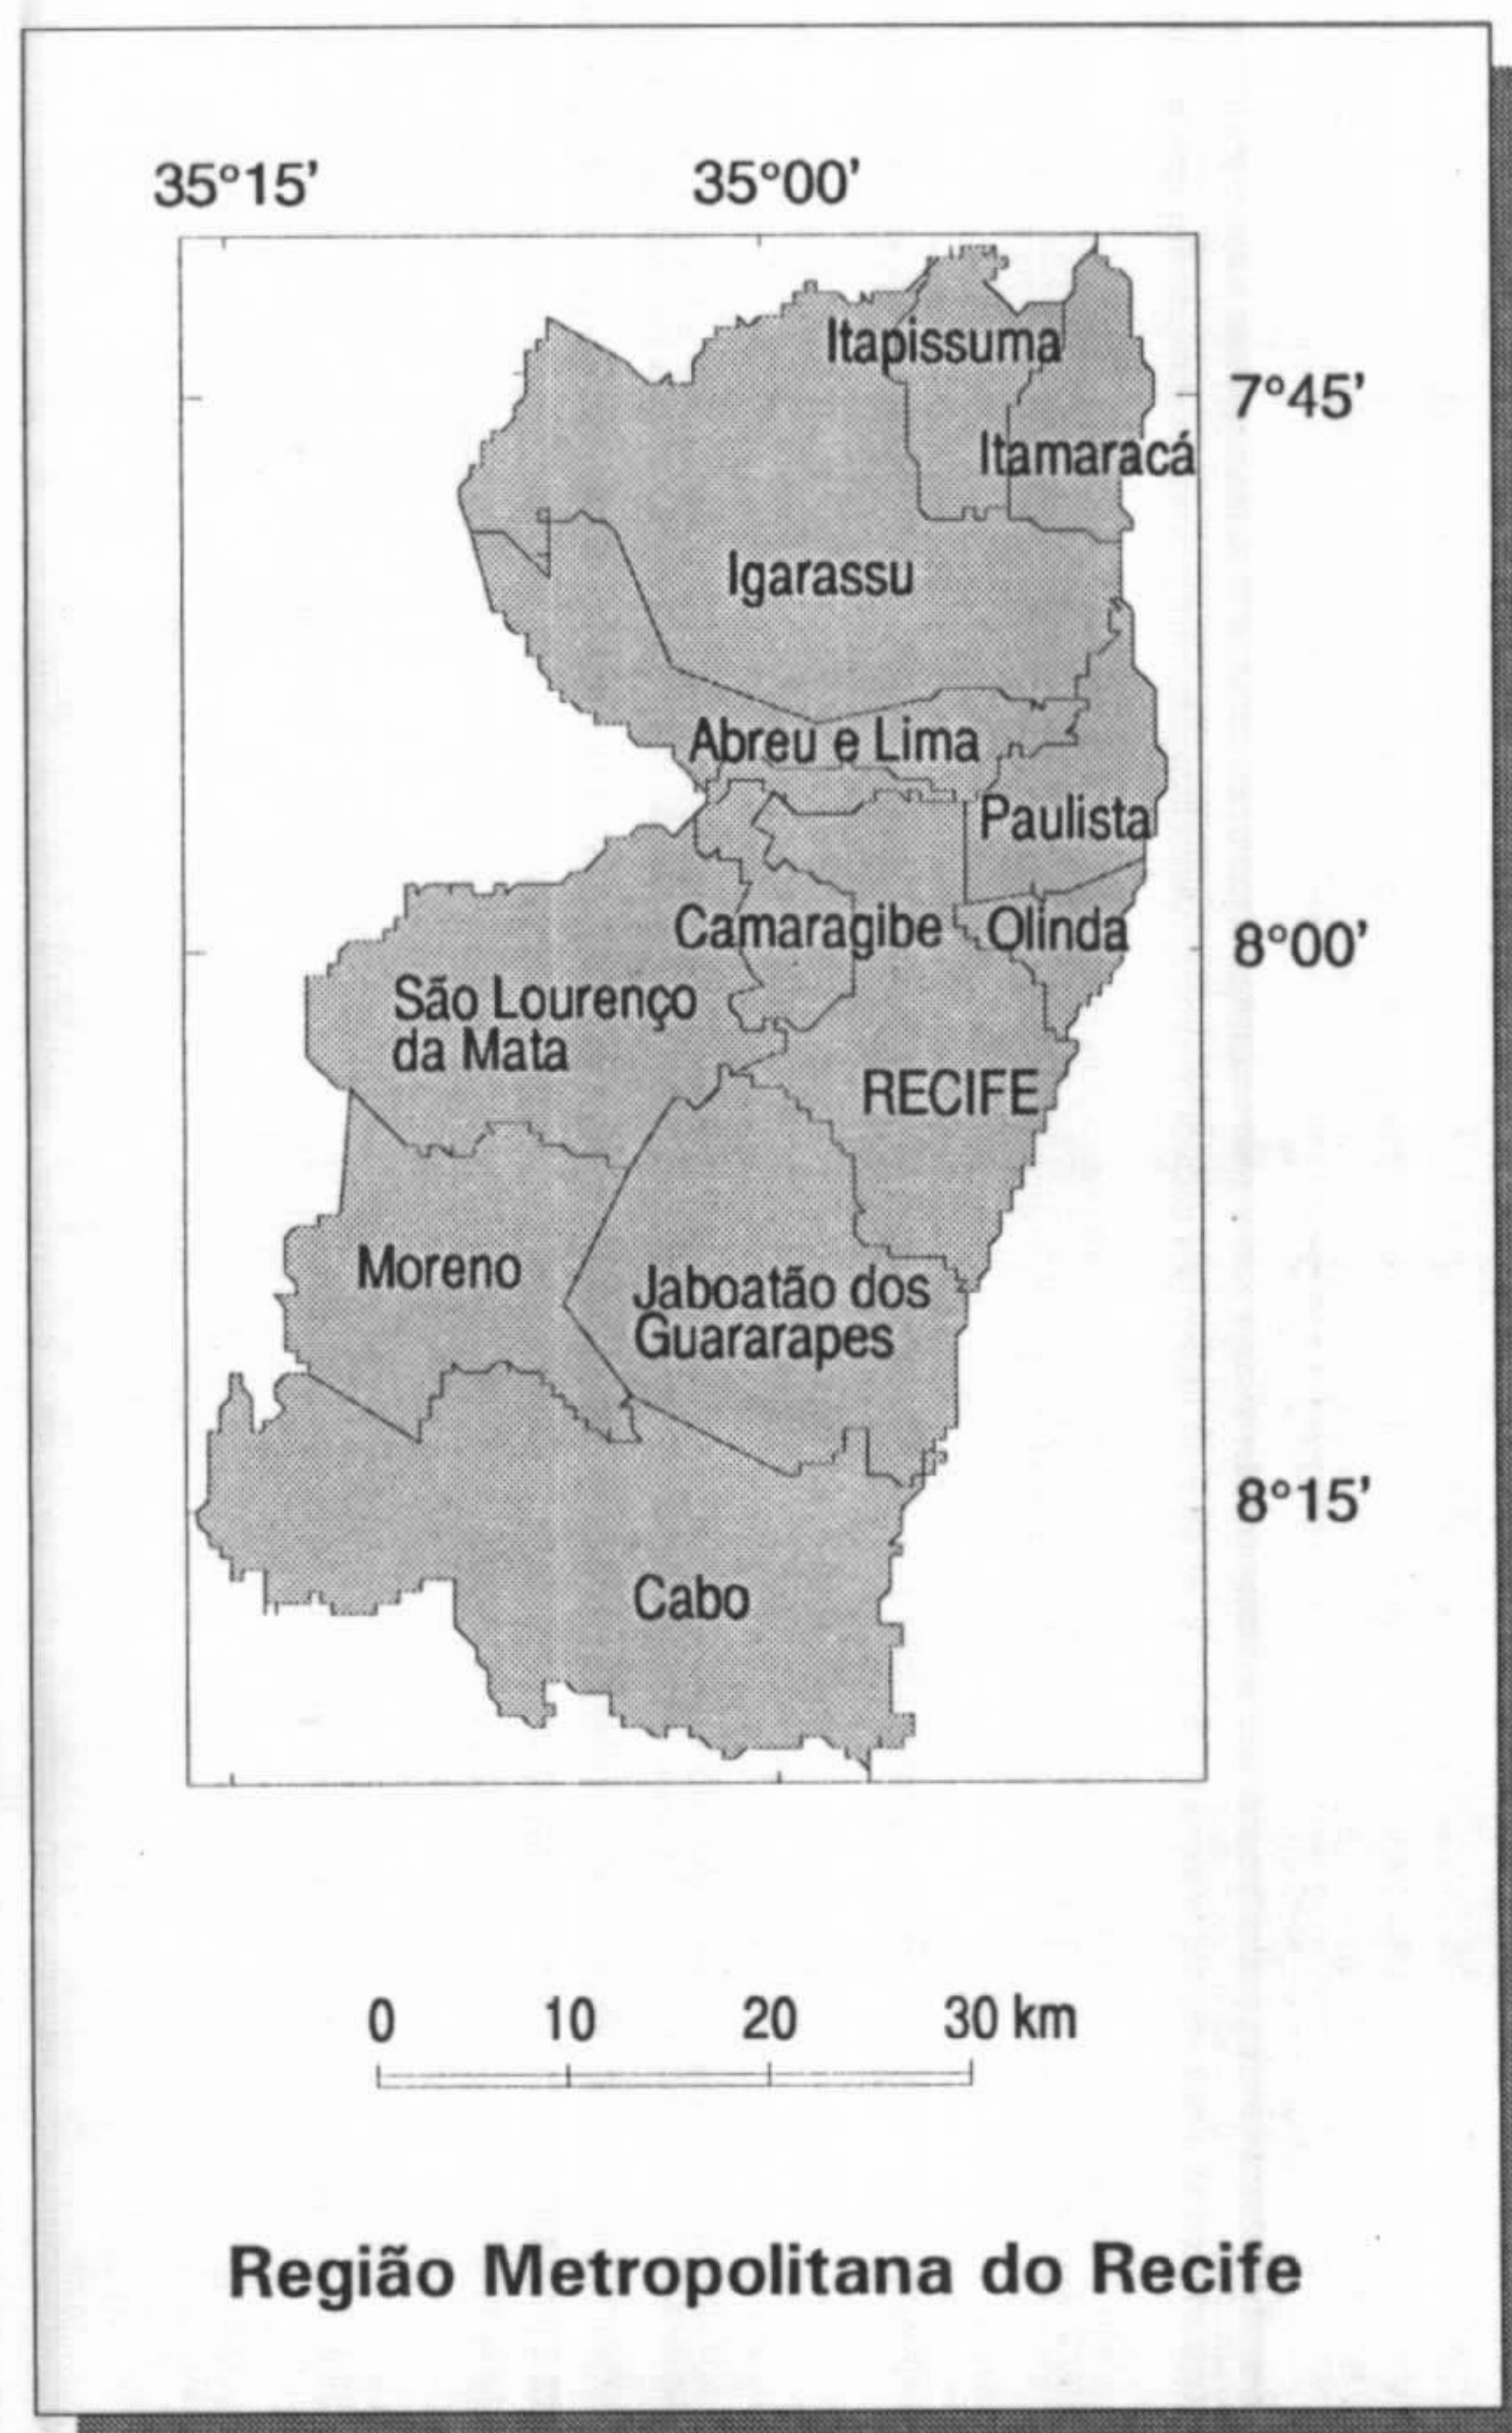 35°15'
35°00'
Itapissuma
7°45'
Itamaracá
Igarassu
Abreu e Lima
Paulista
Camaragibe
Olinda
8°00'
São Lourenço
da Mata
RECIFE
Moreno
Jaboatão dos
Guararapes
8°15'
Cabo
0
10
20
30 km
Região Metropolitana do Recife